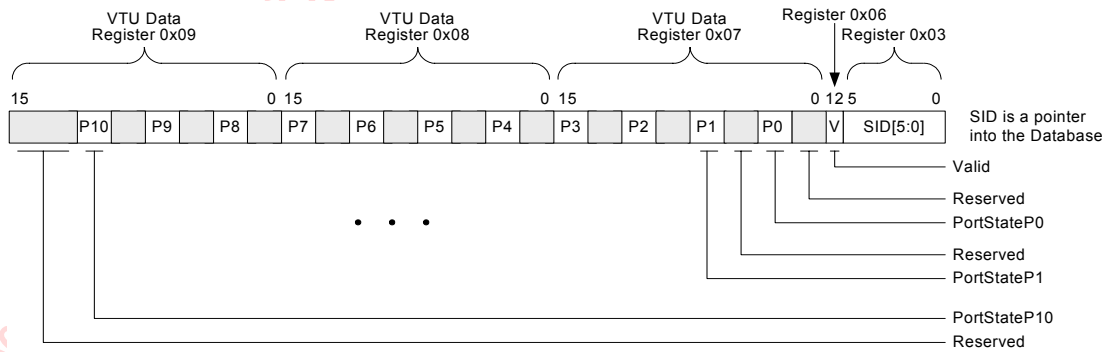 VTU Data
Register 0x09
VTU Data
Register 0x08
VTU Data
Register 0x07
Register 0x06
Register 0x03
15 0 15 0 15 0 12 5 0
P10 P9 P8 P7 P6 P5 P4 P3 P2 P1 P0 V SID[5:0]
SID is a pointer
into the Database
Valid
Reserved
PortStateP0
Reserved
PortStateP1
PortStateP10
Reserved